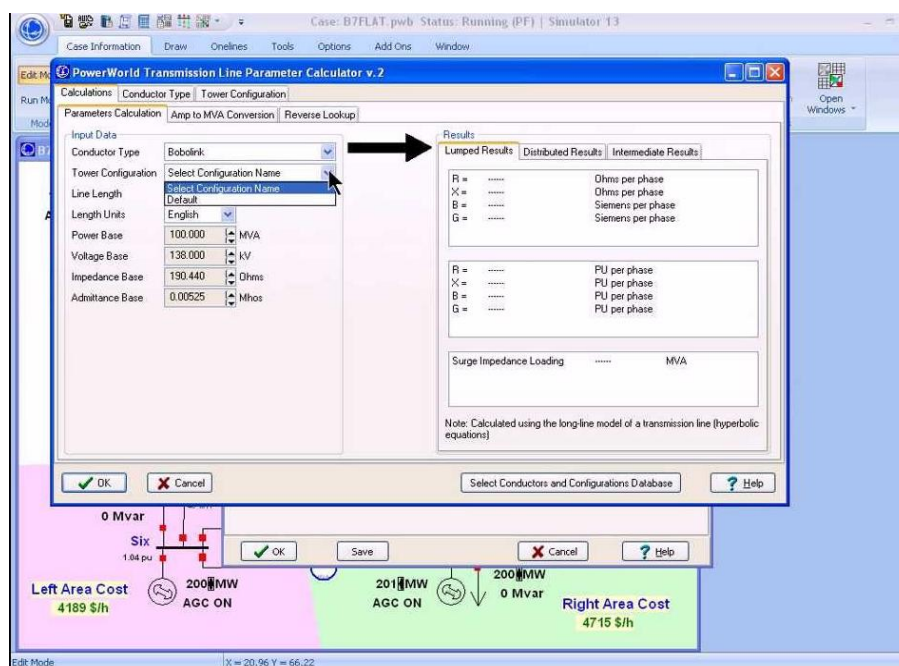 Case: B7FLAT.pwb Status: Running (PF) | Simulator 13
Case Information Draw Onelines Tools Options Add Ons Window
Edit Mo
Run Mo
Mod
Open
Windows
PowerWorld Transmission Line Parameter Calculator v.2
Calculations Conductor Type Tower Configuration
Parameters Calculation Amp to MVA Conversion Reverse Lookup
Input Data
Conductor Type Bobolink
Tower Configuration Select Configuration Name
Select Configuration Name
Default
Line Length
Length Units English
Power Base 100.000 MVA
Voltage Base 138.000 kV
Impedance Base 190.440 Ohms
Admittance Base 0.00525 Mhos
Results
Lumped Results Distributed Results Intermediate Results
R = ------ Ohms per phase
X = ------ Ohms per phase
B = ------ Siemens per phase
G = ------ Siemens per phase
R = ------ PU per phase
X = ------ PU per phase
B = ------ PU per phase
G = ------ PU per phase
Surge Impedance Loading ------ MVA
Note: Calculated using the long-line model of a transmission line (hyperbolic
equations)
OK Cancel Select Conductors and Configurations Database ? Help
0 Mvar
Six
1.04 pu
OK Save Cancel ? Help
200 MW
AGC ON
201 MW
AGC ON
200 MW
0 Mvar
Left Area Cost
4189 $/h
Right Area Cost
4715 $/h
Edit Mode X = 20.96 Y = 66.22